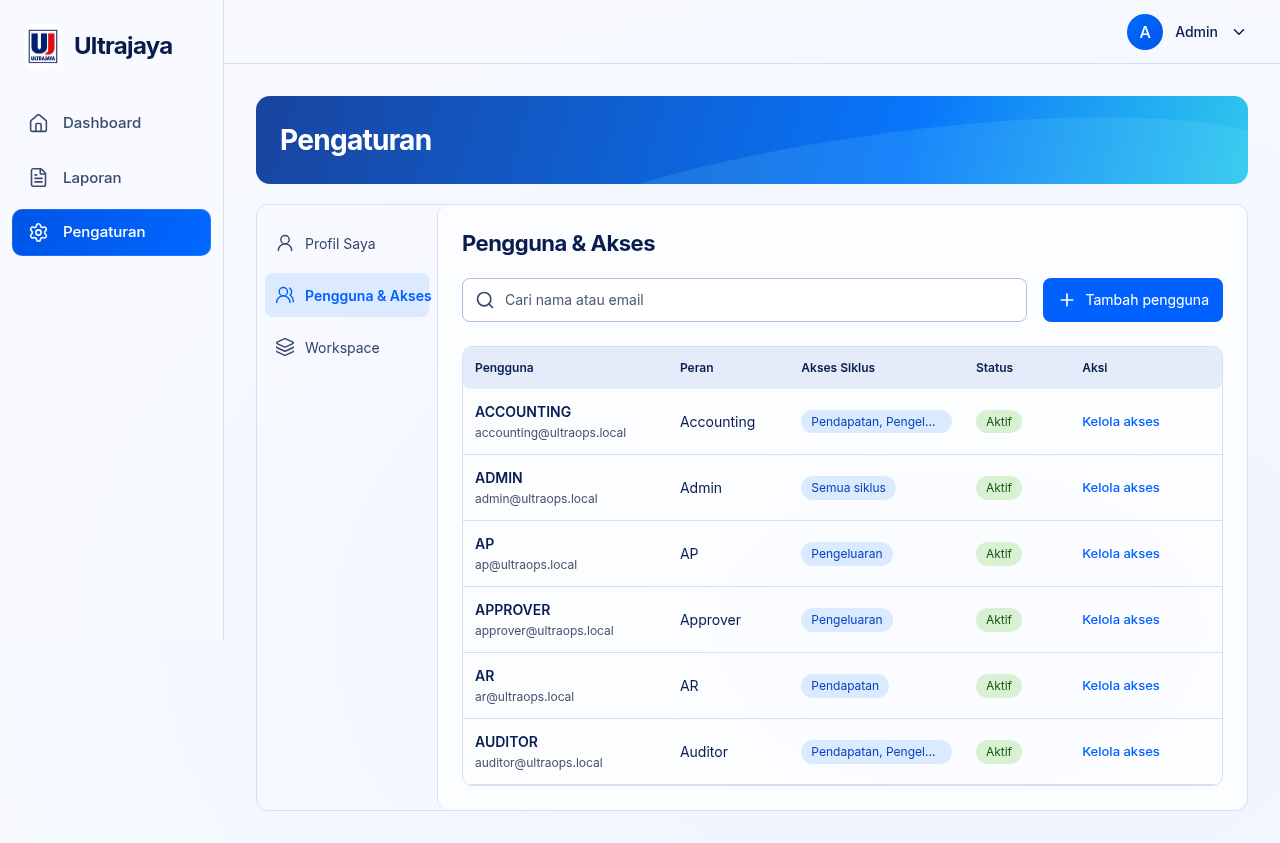 UJ
ULTRAJAYA
Ultrajaya
A
Admin
Dashboard
Laporan
Pengaturan
Pengaturan
Profil Saya
Pengguna & Akses
Workspace
Pengguna & Akses
Cari nama atau email
Tambah pengguna
Pengguna Peran Akses Siklus Status Aksi
ACCOUNTING
accounting@ultraops.local
Accounting Pendapatan, Pengel... Aktif Kelola akses
ADMIN
admin@ultraops.local
Admin Semua siklus Aktif Kelola akses
AP
ap@ultraops.local
AP Pengeluaran Aktif Kelola akses
APPROVER
approver@ultraops.local
Approver Pengeluaran Aktif Kelola akses
AR
ar@ultraops.local
AR Pendapatan Aktif Kelola akses
AUDITOR
auditor@ultraops.local
Auditor Pendapatan, Pengel... Aktif Kelola akses